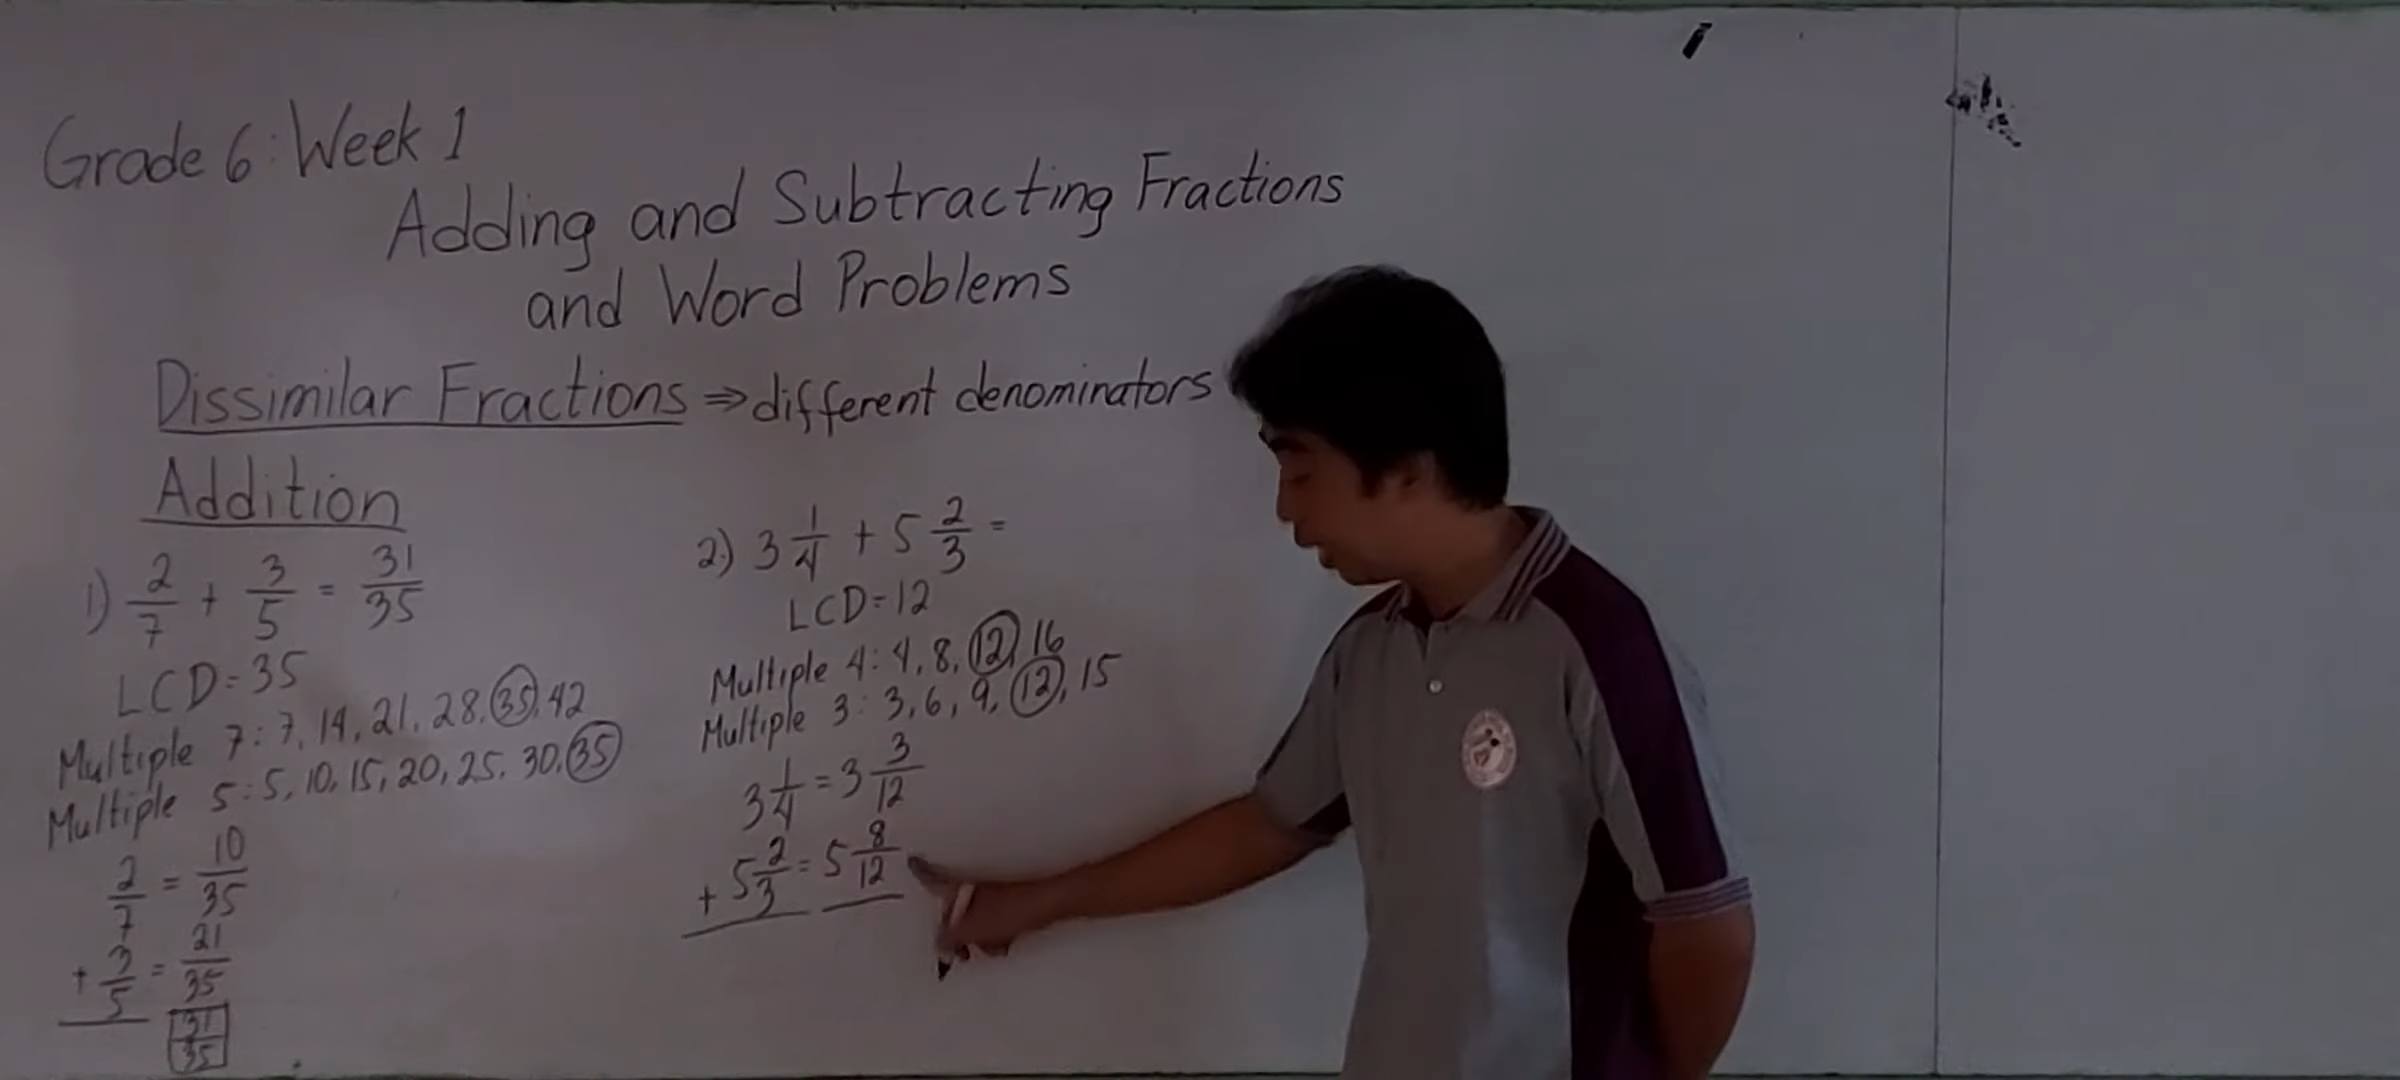 Grade 6: Week 1
Adding and Subtracting Fractions
and Word Problems
Dissimilar Fractions ⇒ different denominators
Addition
1) 2/7 + 3/5 = 31/35
LCD = 35
Multiple 7: 7, 14, 21, 28, 35, 42
Multiple 5: 5, 10, 15, 20, 25, 30, 35
2/7 = 10/35
+ 3/5 = 21/35
31/35
2) 3 1/4 + 5 2/3 =
LCD = 12
Multiple 4: 4, 8, 12, 16
Multiple 3: 3, 6, 9, 12, 15
3 1/4 = 3 3/12
+ 5 2/3 = 5 8/12